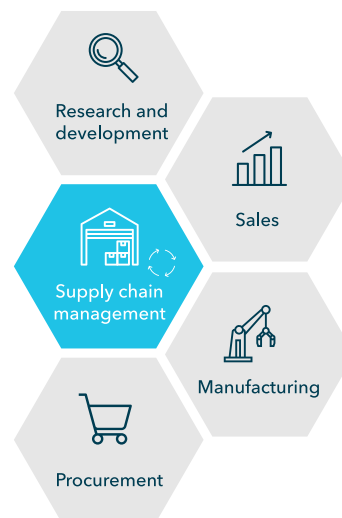 Research and
development
Sales
Supply chain
management
Manufacturing
Procurement